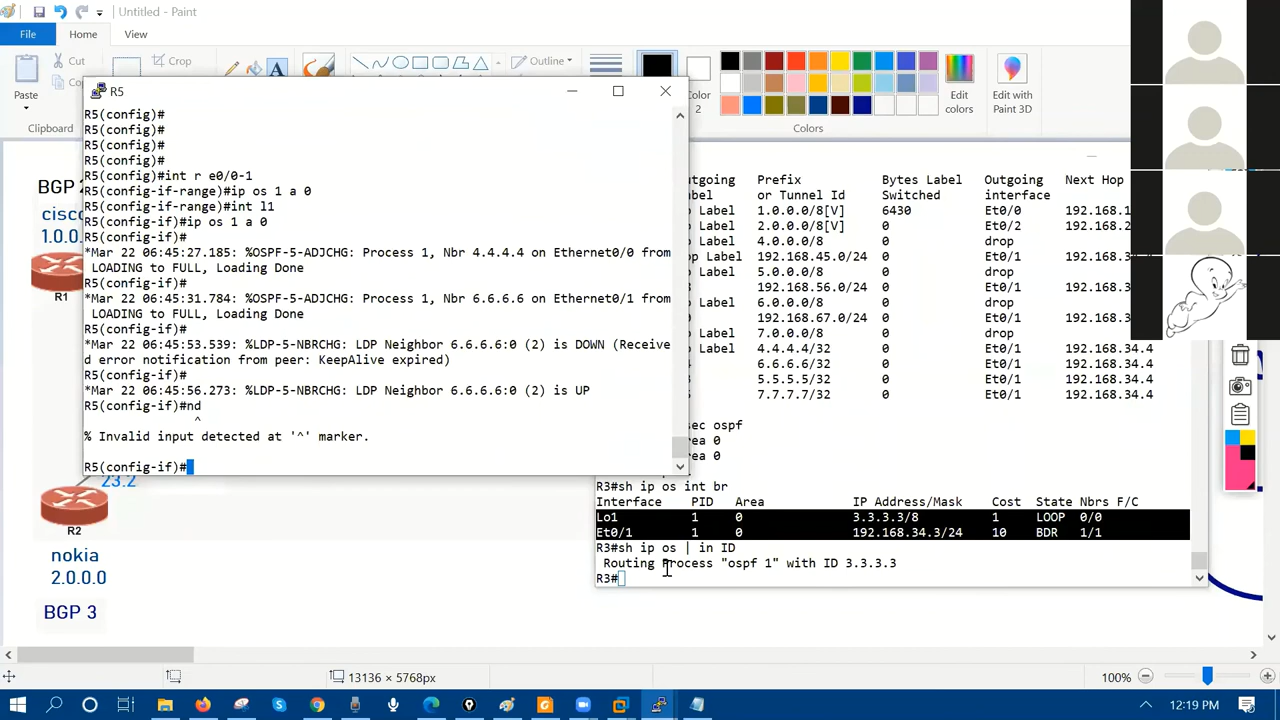 Untitled - Paint
File
Home
View
Paste
Cut
Crop
Outline
Clipboard
Color
2
Edit
colors
Edit with
Paint 3D
Colors
R5
R5(config)#
R5(config)#
R5(config)#
R5(config)#
R5(config)#int r e0/0-1
R5(config-if-range)#ip os 1 a 0
R5(config-if-range)#int l1
R5(config-if)#ip os 1 a 0
R5(config-if)#
*Mar 22 06:45:27.185: %OSPF-5-ADJCHG: Process 1, Nbr 4.4.4.4 on Ethernet0/0 from
LOADING to FULL, Loading Done
R5(config-if)#
*Mar 22 06:45:31.784: %OSPF-5-ADJCHG: Process 1, Nbr 6.6.6.6 on Ethernet0/1 from
LOADING to FULL, Loading Done
R5(config-if)#
*Mar 22 06:45:53.539: %LDP-5-NBRCHG: LDP Neighbor 6.6.6.6:0 (2) is DOWN (Receive
d error notification from peer: KeepAlive expired)
R5(config-if)#
*Mar 22 06:45:56.273: %LDP-5-NBRCHG: LDP Neighbor 6.6.6.6:0 (2) is UP
R5(config-if)#nd
^
% Invalid input detected at '^' marker.
R5(config-if)#
utgoing Prefix Bytes Label Outgoing Next Hop
abel or Tunnel Id Switched interface
Label 1.0.0.0/8[V] 6430 Et0/0 192.168.1
Label 2.0.0.0/8[V] 0 Et0/2 192.168.2
Label 4.0.0.0/8 0 drop
p Label 192.168.45.0/24 0 Et0/1 192.168.3
Label 5.0.0.0/8 0 drop
192.168.56.0/24 0 Et0/1 192.168.3
Label 6.0.0.0/8 0 drop
0 192.168.67.0/24 0 Et0/1 192.168.3
Label 7.0.0.0/8 0 drop
p Label 4.4.4.4/32 0 Et0/1 192.168.34.4
4 6.6.6.6/32 0 Et0/1 192.168.34.4
5.5.5.5/32 0 Et0/1 192.168.34.4
7.7.7.7/32 0 Et0/1 192.168.34.4
sec ospf
rea 0
rea 0
R3#sh ip os int br
Interface PID Area IP Address/Mask Cost State Nbrs F/C
Lo1 1 0 3.3.3.3/8 1 LOOP 0/0
Et0/1 1 0 192.168.34.3/24 10 BDR 1/1
R3#sh ip os | in ID
Routing Process "ospf 1" with ID 3.3.3.3
R3#
BGP 2
cisco
1.0.0
R1
23.2
R2
nokia
2.0.0.0
BGP 3
13136 × 5768px
100%
12:19 PM